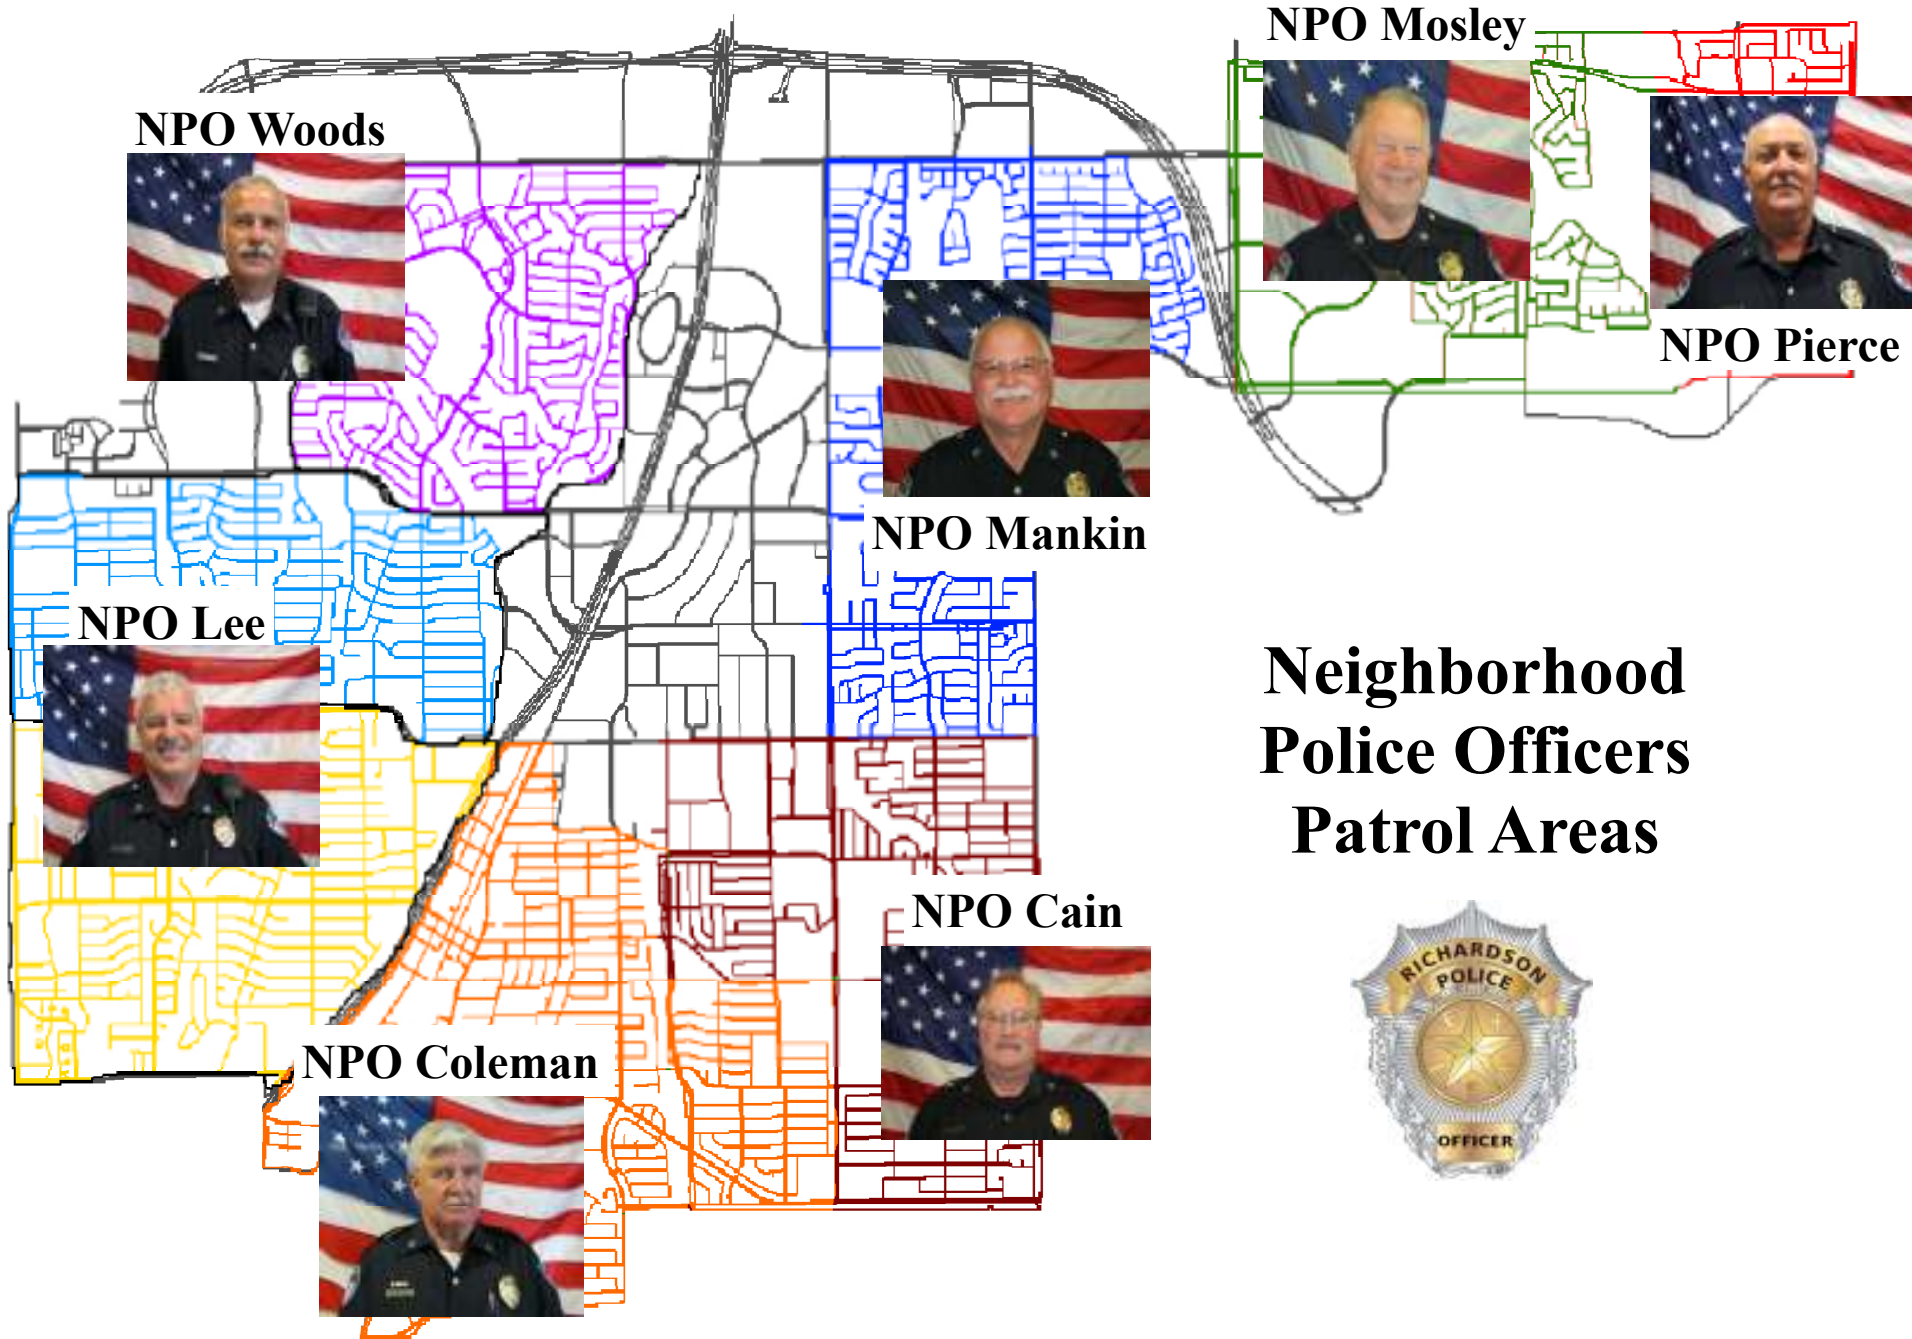 NPO Mosley
NPO Woods
NPO Pierce
NPO Mankin
NPO Lee
Neighborhood
Police Officers
Patrol Areas
NPO Cain
RICHARDSON
POLICE
NPO Coleman
OFFICER